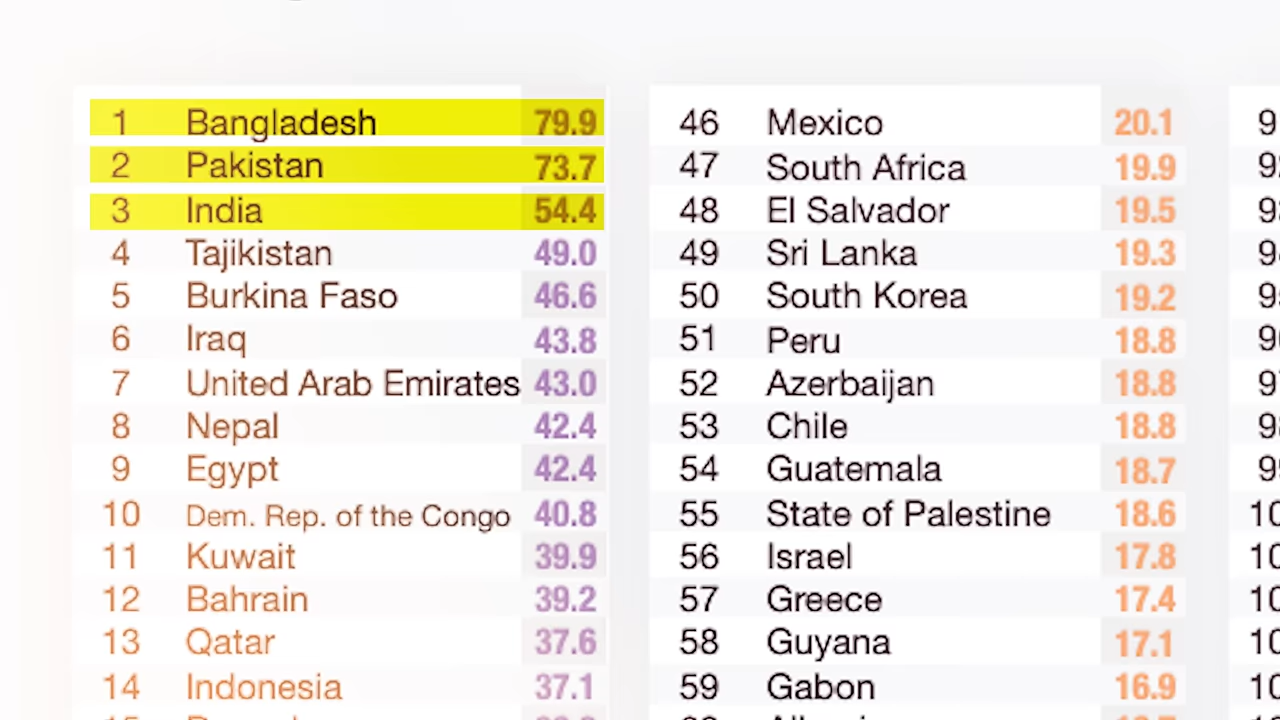 1 Bangladesh 79.9
2 Pakistan 73.7
3 India 54.4
4 Tajikistan 49.0
5 Burkina Faso 46.6
6 Iraq 43.8
7 United Arab Emirates 43.0
8 Nepal 42.4
9 Egypt 42.4
10 Dem. Rep. of the Congo 40.8
11 Kuwait 39.9
12 Bahrain 39.2
13 Qatar 37.6
14 Indonesia 37.1
46 Mexico 20.1
47 South Africa 19.9
48 El Salvador 19.5
49 Sri Lanka 19.3
50 South Korea 19.2
51 Peru 18.8
52 Azerbaijan 18.8
53 Chile 18.8
54 Guatemala 18.7
55 State of Palestine 18.6
56 Israel 17.8
57 Greece 17.4
58 Guyana 17.1
59 Gabon 16.9